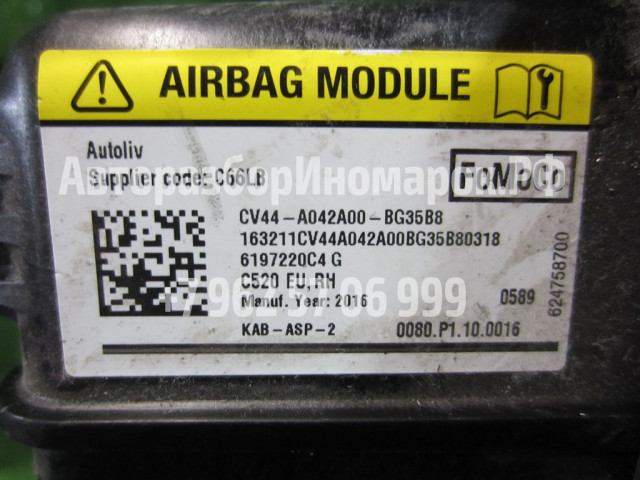 AIRBAG MODULE
Autoliv
Supplier code: C66LB
FoMoCo
АвторазборИномарок.РФ
CV44-A042A00-BG35B8
163211CV44A042A00BG35B80318
6197220C4 G
C520 EU,RH
Manuf. Year: 2016
0589
624758700
KAB-ASP-2
0080.P1.10.0016